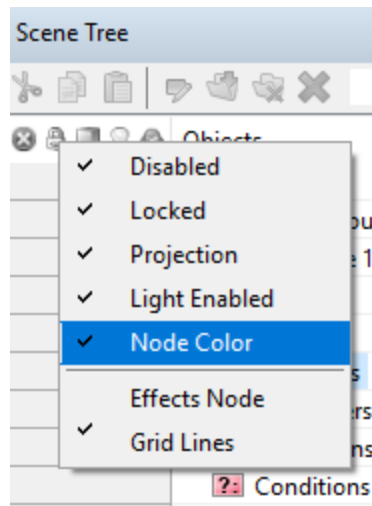 Scene Tree
Objects
Disabled
Locked
Projection
Light Enabled
Node Color
Effects Node
Grid Lines
?: Conditions